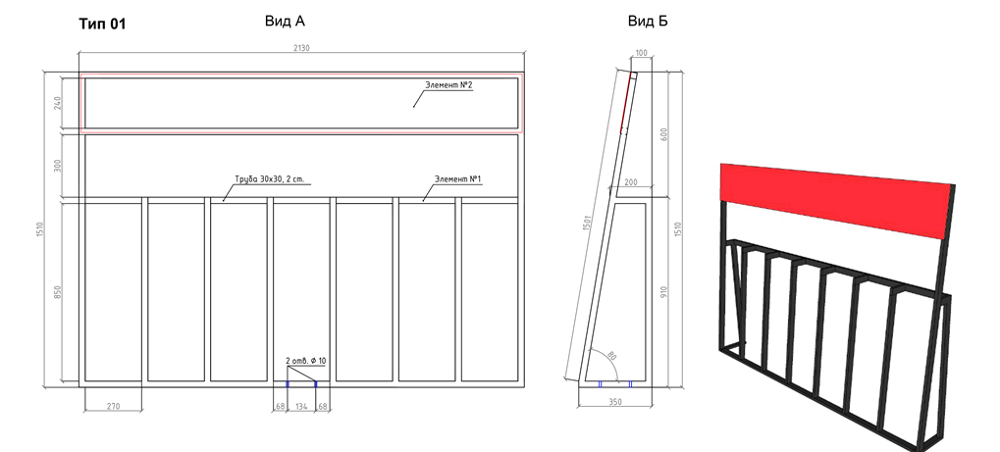 Тип 01
Вид А
Вид Б
2130
100
Элемент №2
240
600
300
Труба 30х30, 2 ст.
Элемент №1
200
1510
1501
1510
850
910
2 отв. Ф 10
80
270
68
134
68
350